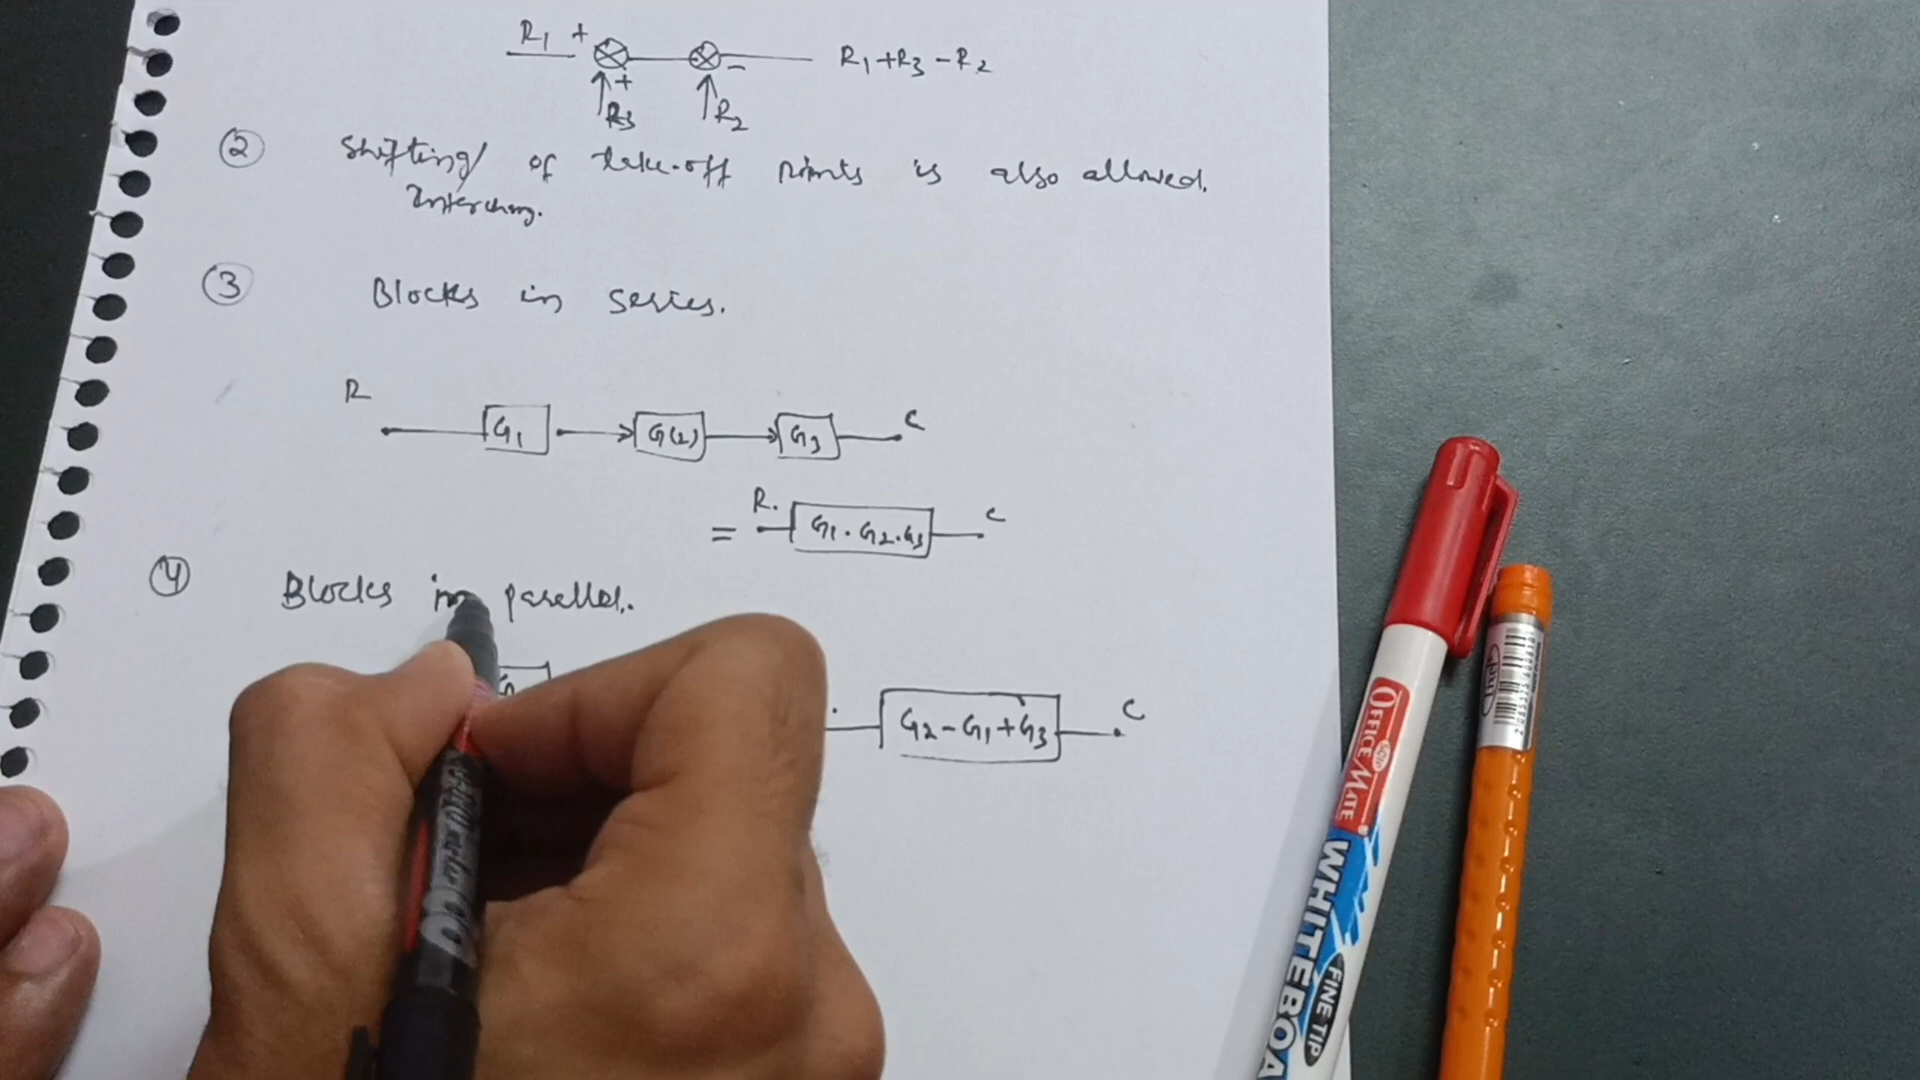 R1 + + R3 - R2 R1 + R3 - R2
② Shifting/ of take-off points is also allowed.
Interchang.
③ Blocks in series.
R G1 G(2) G3 C
= R. G1 . G2 . G3 C
④ Blocks in parallel.
G2 - G1 + G3 C
OFFICE MATE
WHITEBOA
FINE TIP